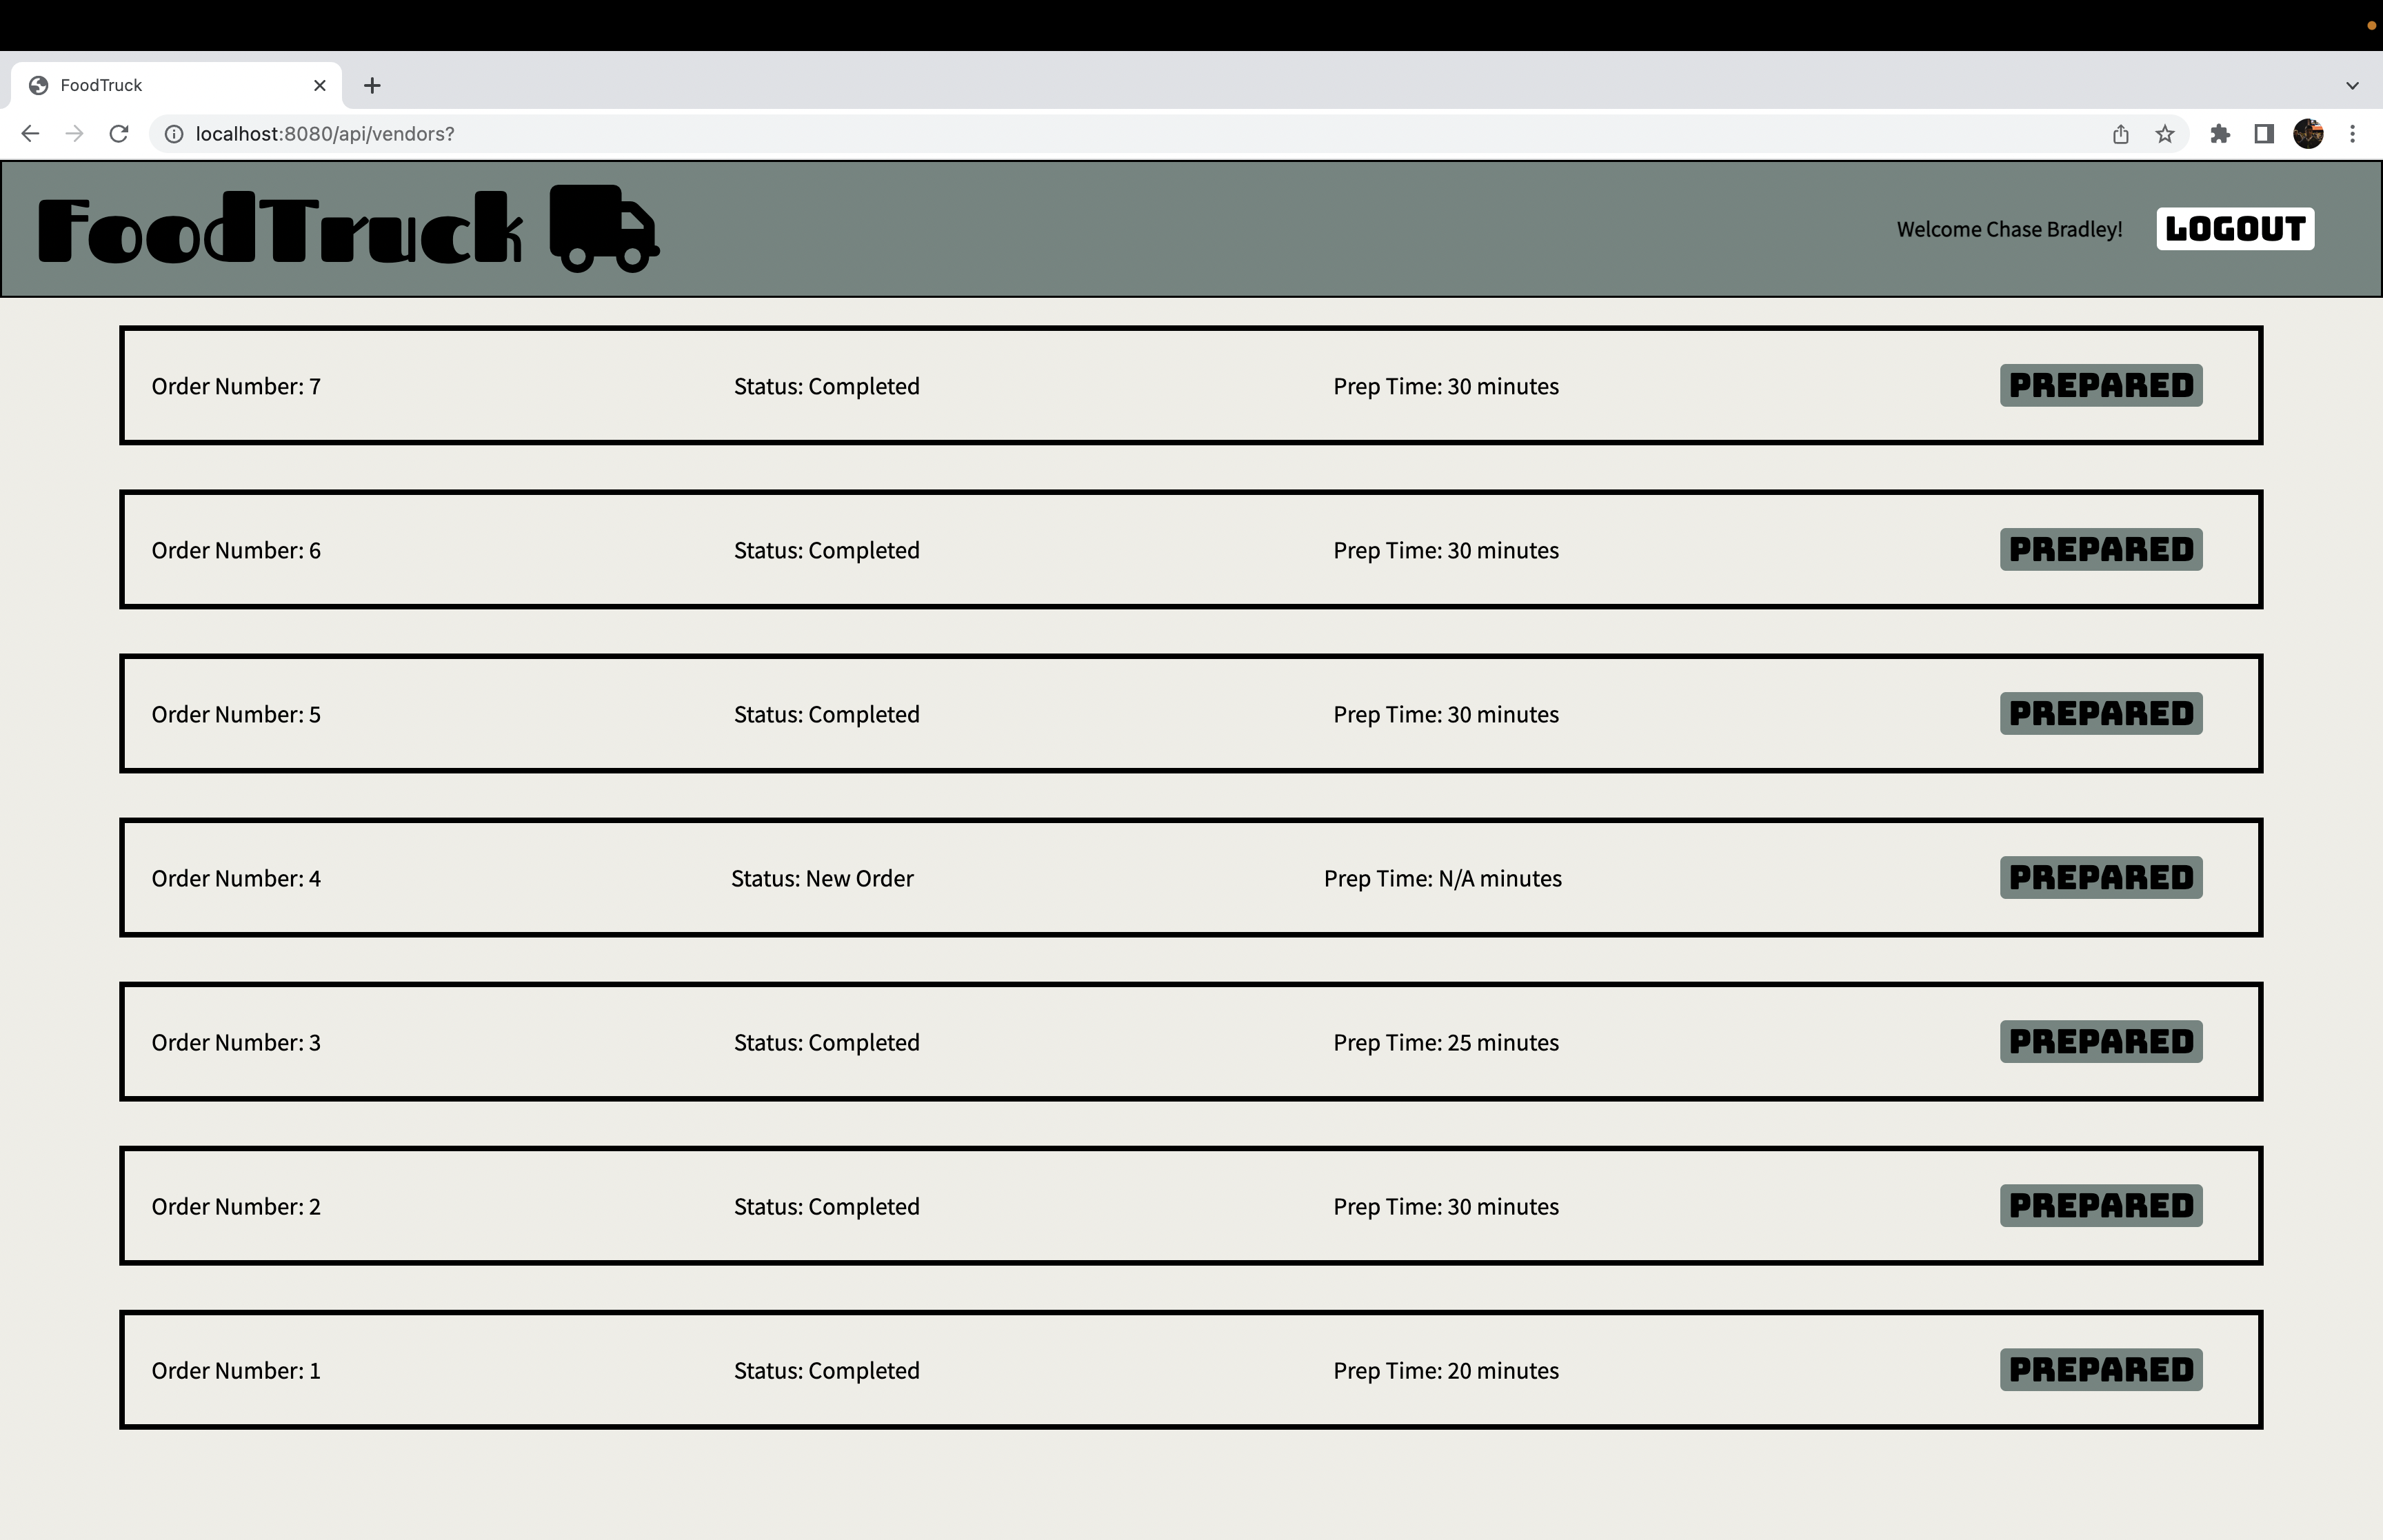 FoodTruck
localhost:8080/api/vendors?
FoodTruck
Welcome Chase Bradley! LOGOUT
Order Number: 7 Status: Completed Prep Time: 30 minutes PREPARED
Order Number: 6 Status: Completed Prep Time: 30 minutes PREPARED
Order Number: 5 Status: Completed Prep Time: 30 minutes PREPARED
Order Number: 4 Status: New Order Prep Time: N/A minutes PREPARED
Order Number: 3 Status: Completed Prep Time: 25 minutes PREPARED
Order Number: 2 Status: Completed Prep Time: 30 minutes PREPARED
Order Number: 1 Status: Completed Prep Time: 20 minutes PREPARED